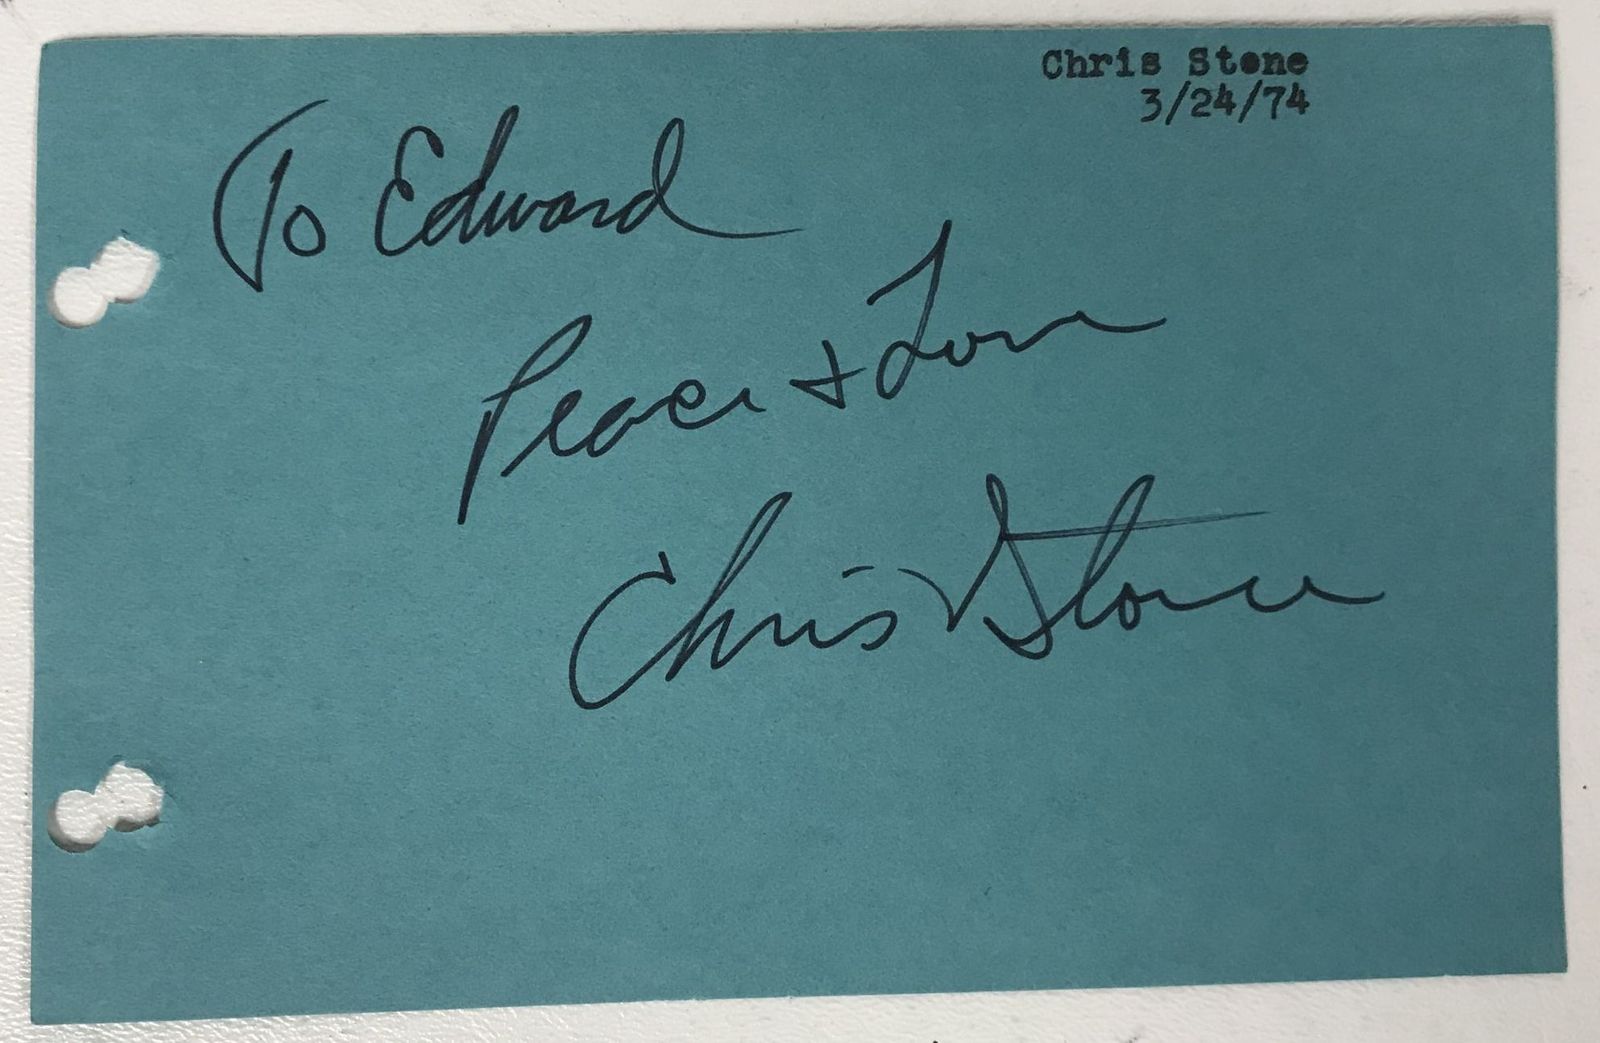 Chris Stone
3/24/74
To Edward
Peace + Love
Chris Stone